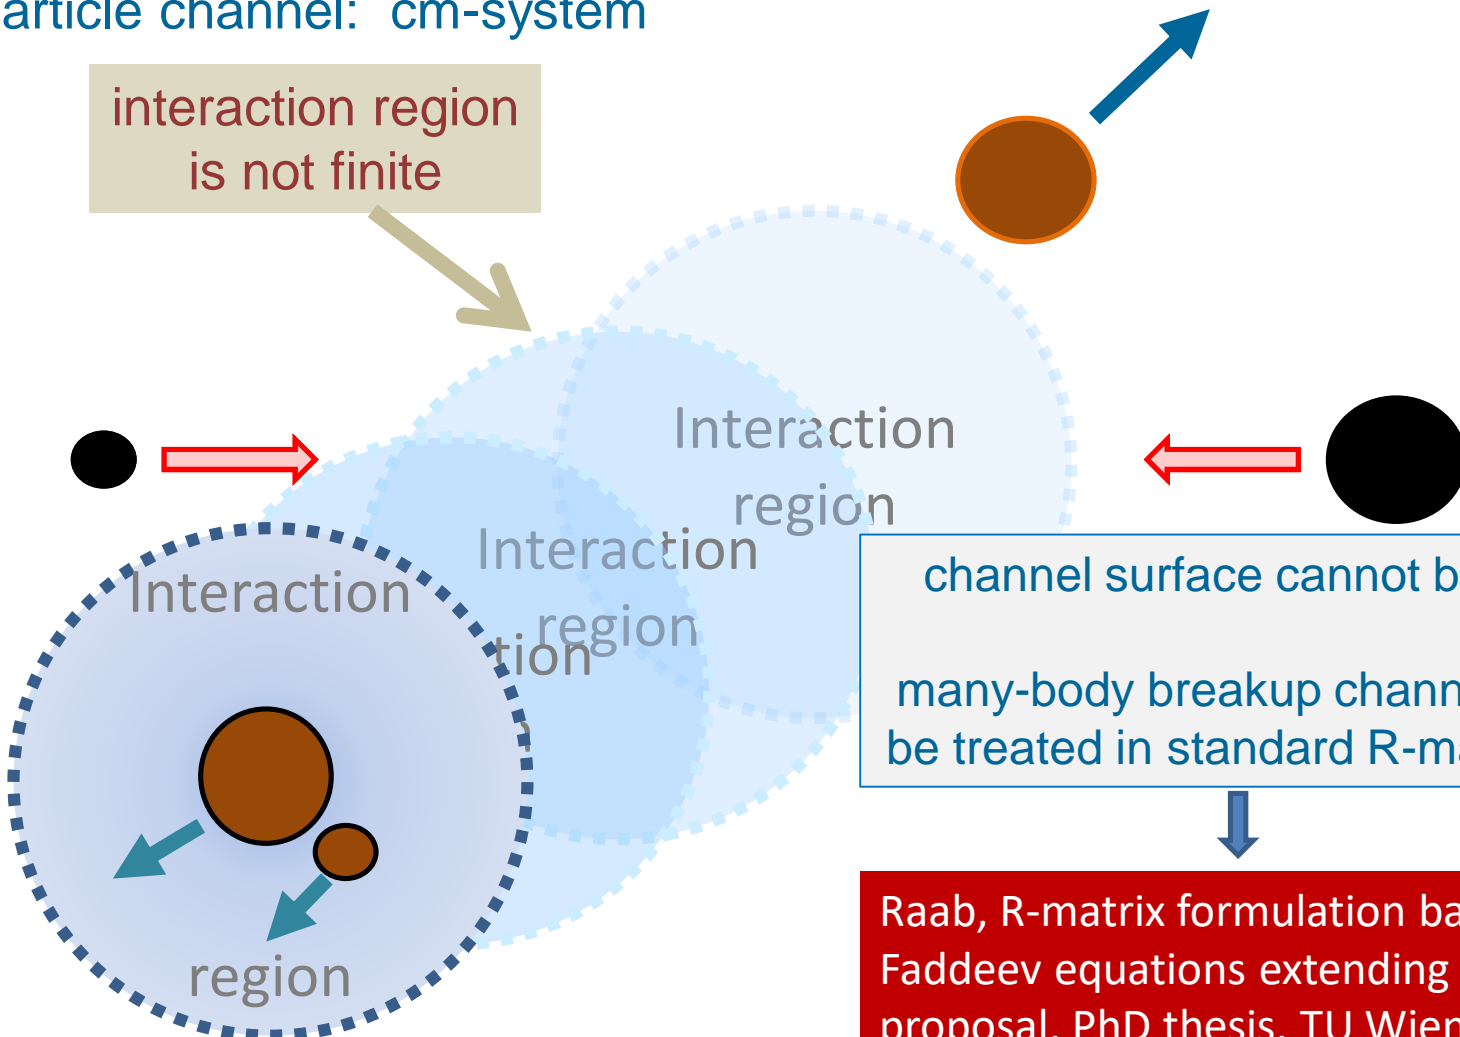 article channel: cm-system
interaction region
is not finite
Interaction
region
Interaction
region
Interaction
region
tion
channel surface cannot b
many-body breakup chann
be treated in standard R-ma
Raab, R-matrix formulation ba
Faddeev equations extending
proposal, PhD thesis, TU Wien